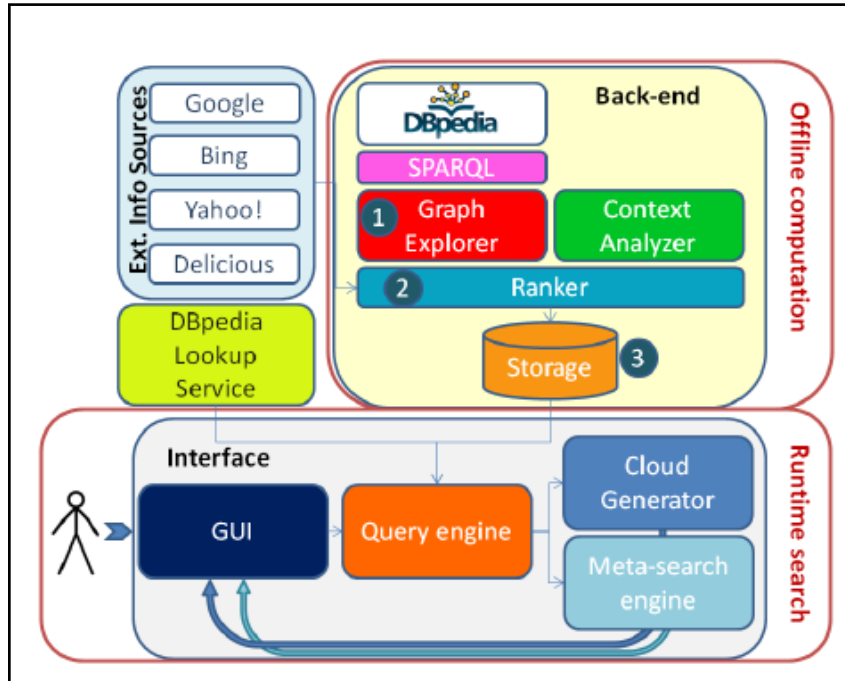 Ext. Info Sources
Google
Bing
Yahoo!
Delicious
DBpedia
Lookup
Service
Back-end
DBpedia
SPARQL
1
Graph
Explorer
Context
Analyzer
2
Ranker
Storage
3
Offline computation
Interface
GUI
Query engine
Cloud
Generator
Meta-search
engine
Runtime search